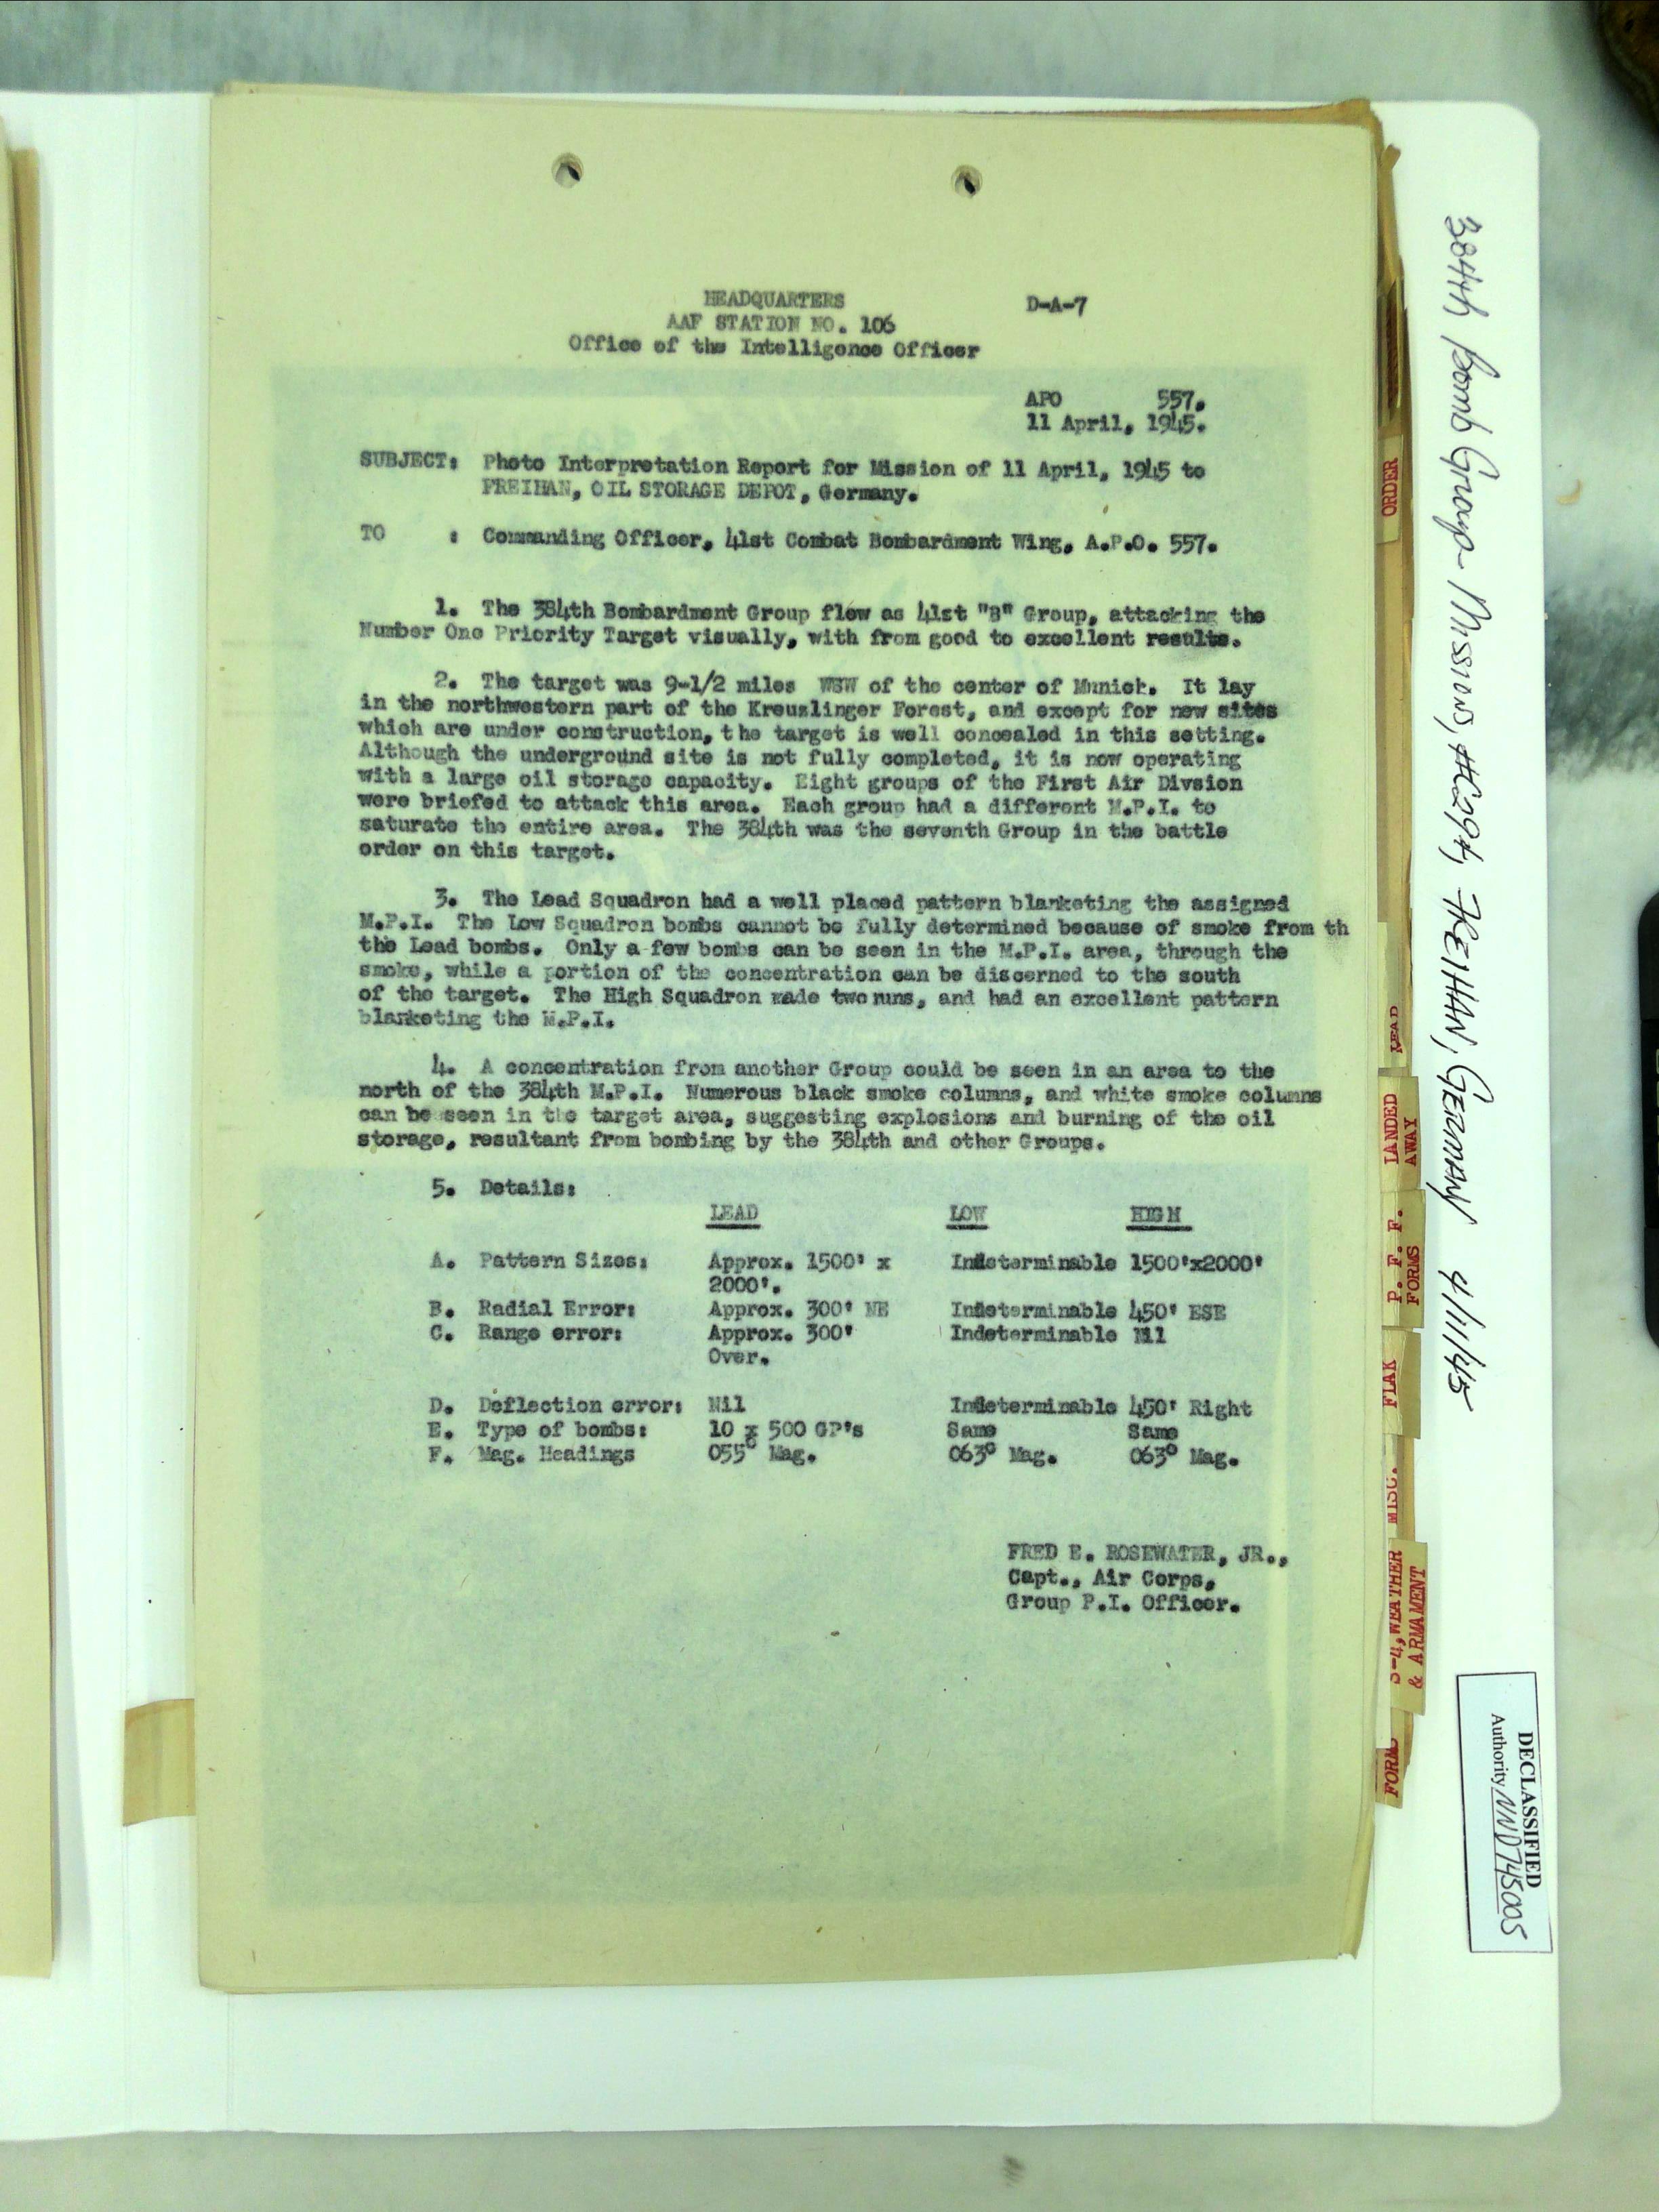 HEADQUARTERS
D-A-7
AAF STATION NO. 106
Office of the Intelligence Officer
APO 557.
11 April, 1945.
SUBJECT: Photo Interpretation Report for Mission of 11 April, 1945 to
FREIHAN, OIL STORAGE DEPOT, Germany.
TO : Commanding Officer, 41st Combat Bombardment Wing, A.P.O. 557.
1. The 384th Bombardment Group flew as 41st "B" Group, attacking the
Number One Priority Target visually, with from good to excellent results.
2. The target was 9-1/2 miles WSW of the center of Munich. It lay
in the northwestern part of the Kreuzlinger Forest, and except for new sites
which are under construction, the target is well concealed in this setting.
Although the underground site is not fully completed, it is now operating
with a large oil storage capacity. Eight groups of the First Air Divsion
were briefed to attack this area. Each group had a different M.P.I. to
saturate the entire area. The 384th was the seventh Group in the battle
order on this target.
3. The Lead Squadron had a well placed pattern blanketing the assigned
M.P.I. The Low Squadron bombs cannot be fully determined because of smoke from th
the Lead bombs. Only a few bombs can be seen in the M.P.I. area, through the
smoke, while a portion of the concentration can be discerned to the south
of the target. The High Squadron made two runs, and had an excellent pattern
blanketing the M.P.I.
4. A concentration from another Group could be seen in an area to the
north of the 384th M.P.I. Numerous black smoke columns, and white smoke columns
can be seen in the target area, suggesting explosions and burning of the oil
storage, resultant from bombing by the 384th and other Groups.
5. Details:
LEAD LOW HIGH
A. Pattern Sizes: Approx. 1500' x Indeterminable 1500'x2000'
2000'.
B. Radial Error: Approx. 300' NE Indeterminable 450' ESE
C. Range error: Approx. 300' Indeterminable Nil
Over.
D. Deflection error: Nil Indeterminable 450' Right
E. Type of bombs: 10 x 500 GP's Same Same
F. Mag. Headings 055° Mag. 063° Mag. 063° Mag.
FRED E. ROSEWATER, JR.,
Capt., Air Corps,
Group P.I. Officer.
ORDER
LEAD
LANDED
AWAY
P. F. F.
FORMS
FLAK
MISC.
S-4, WEATHER
& ARMAMENT
FORMS
384th Bomb Group - Missions, #294, FREIHAN, GERMANY 4/11/45
DECLASSIFIED
Authority NND745005